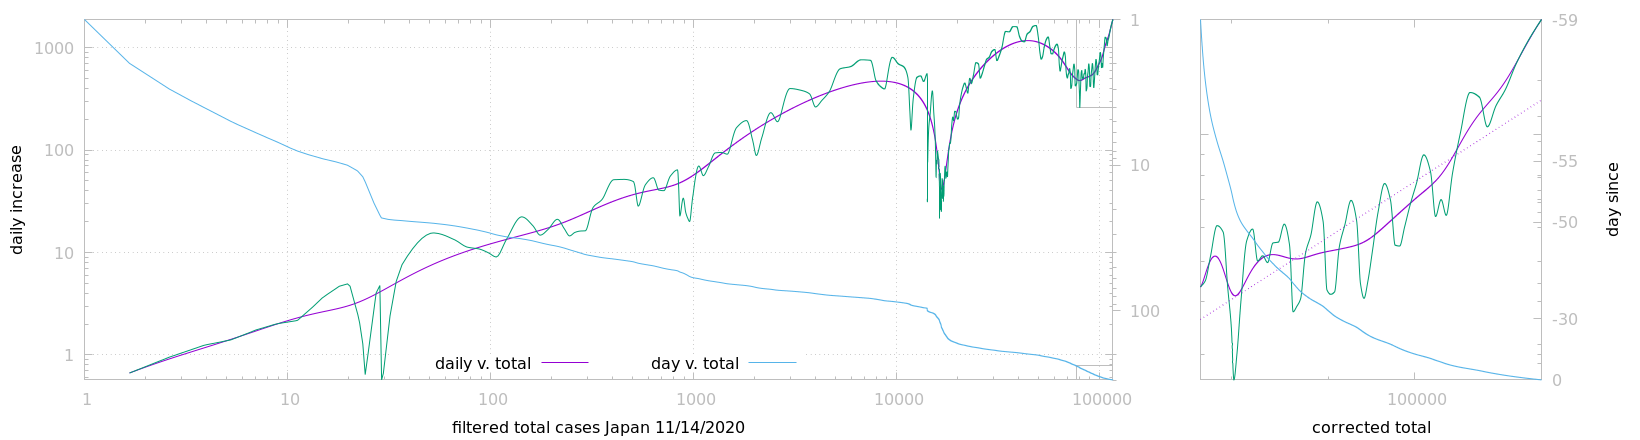 1000
100
10
1
daily increase
1
10
100
daily v. total
day v. total
1 10 100 1000 10000 100000
filtered total cases Japan 11/14/2020
-59
-55
-50
-30
0
day since
100000
corrected total